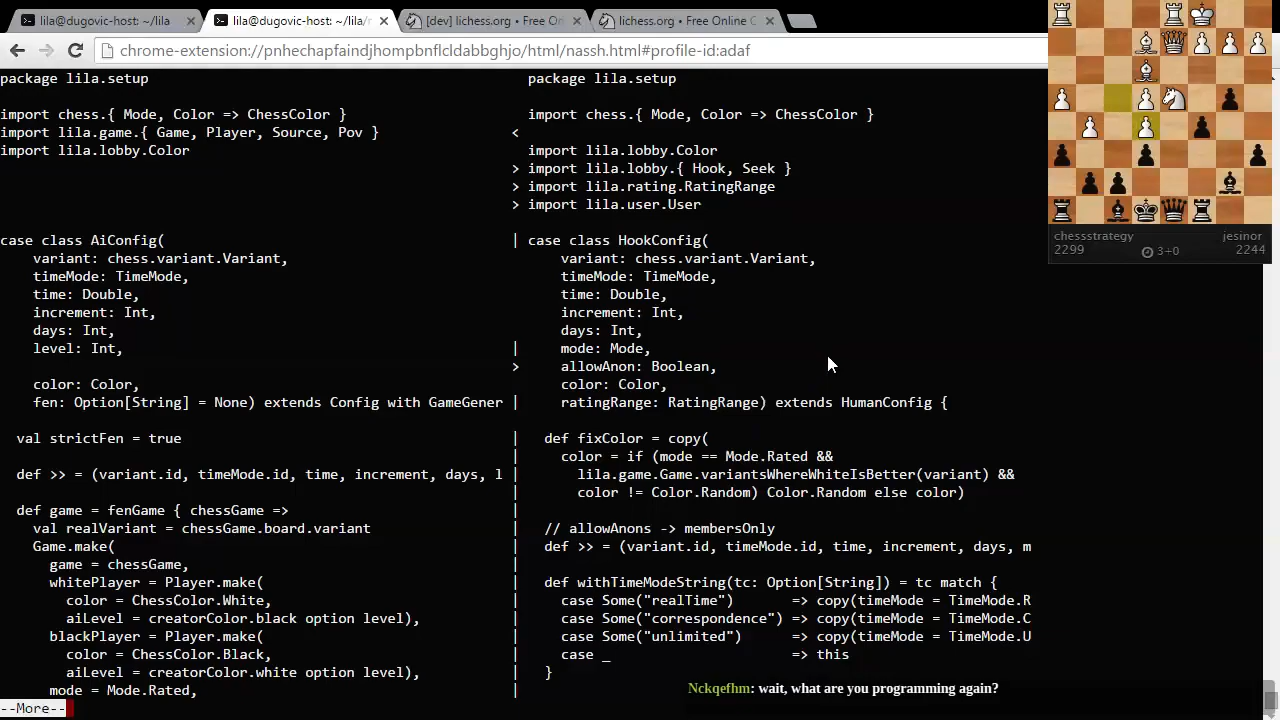 lila@dugovic-host: ~/lila
lila@dugovic-host: ~/lila/r
[dev] lichess.org • Free On
lichess.org • Free Online C
chrome-extension://pnhechapfaindjhompbnflcldabbghjo/html/nassh.html#profile-id:adaf
package lila.setup package lila.setup
import chess.{ Mode, Color => ChessColor } import chess.{ Mode, Color => ChessColor }
import lila.game.{ Game, Player, Source, Pov } <
import lila.lobby.Color import lila.lobby.Color
> import lila.lobby.{ Hook, Seek }
> import lila.rating.RatingRange
> import lila.user.User
case class AiConfig( | case class HookConfig(
variant: chess.variant.Variant, variant: chess.variant.Variant,
timeMode: TimeMode, timeMode: TimeMode,
time: Double, time: Double,
increment: Int, increment: Int,
days: Int, days: Int,
level: Int, | mode: Mode,
> allowAnon: Boolean,
color: Color, color: Color,
fen: Option[String] = None) extends Config with GameGener | ratingRange: RatingRange) extends HumanConfig {
val strictFen = true | def fixColor = copy(
| color = if (mode == Mode.Rated &&
def >> = (variant.id, timeMode.id, time, increment, days, l | lila.game.Game.variantsWhereWhiteIsBetter(variant) &&
| color != Color.Random) Color.Random else color)
def game = fenGame { chessGame => |
val realVariant = chessGame.board.variant | // allowAnons -> membersOnly
Game.make( | def >> = (variant.id, timeMode.id, time, increment, days, m
game = chessGame, |
whitePlayer = Player.make( | def withTimeModeString(tc: Option[String]) = tc match {
color = ChessColor.White, | case Some("realTime") => copy(timeMode = TimeMode.R
aiLevel = creatorColor.black option level), | case Some("correspondence") => copy(timeMode = TimeMode.C
blackPlayer = Player.make( | case Some("unlimited") => copy(timeMode = TimeMode.U
color = ChessColor.Black, | case _ => this
aiLevel = creatorColor.white option level), | }
mode = Mode.Rated, |
--More--
chessstrategy jesinor
2299 3+0 2244
Nckqefhm: wait, what are you programming again?